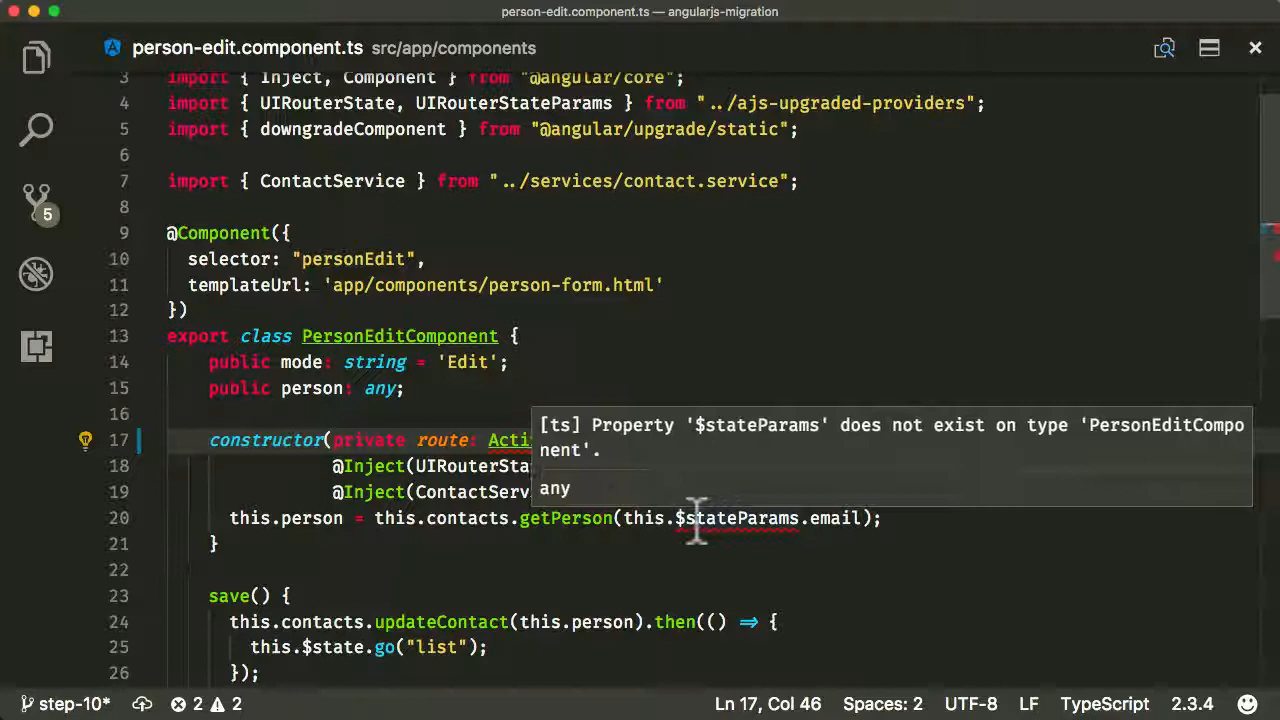 person-edit.component.ts — angularjs-migration
person-edit.component.ts src/app/components
3 import { Inject, Component } from "@angular/core";
4 import { UIRouterState, UIRouterStateParams } from "../ajs-upgraded-providers";
5 import { downgradeComponent } from "@angular/upgrade/static";
6
7 import { ContactService } from "../services/contact.service";
8
9 @Component({
10 selector: "personEdit",
11 templateUrl: 'app/components/person-form.html'
12 })
13 export class PersonEditComponent {
14 public mode: string = 'Edit';
15 public person: any;
16
[ts] Property '$stateParams' does not exist on type 'PersonEditCompo
nent'.
any
17 constructor(private route: Acti
18 @Inject(UIRouterSta
19 @Inject(ContactServ
20 this.person = this.contacts.getPerson(this.$stateParams.email);
21 }
22
23 save() {
24 this.contacts.updateContact(this.person).then(() => {
25 this.$state.go("list");
26 });
5
step-10* 2 2 Ln 17, Col 46 Spaces: 2 UTF-8 LF TypeScript 2.3.4